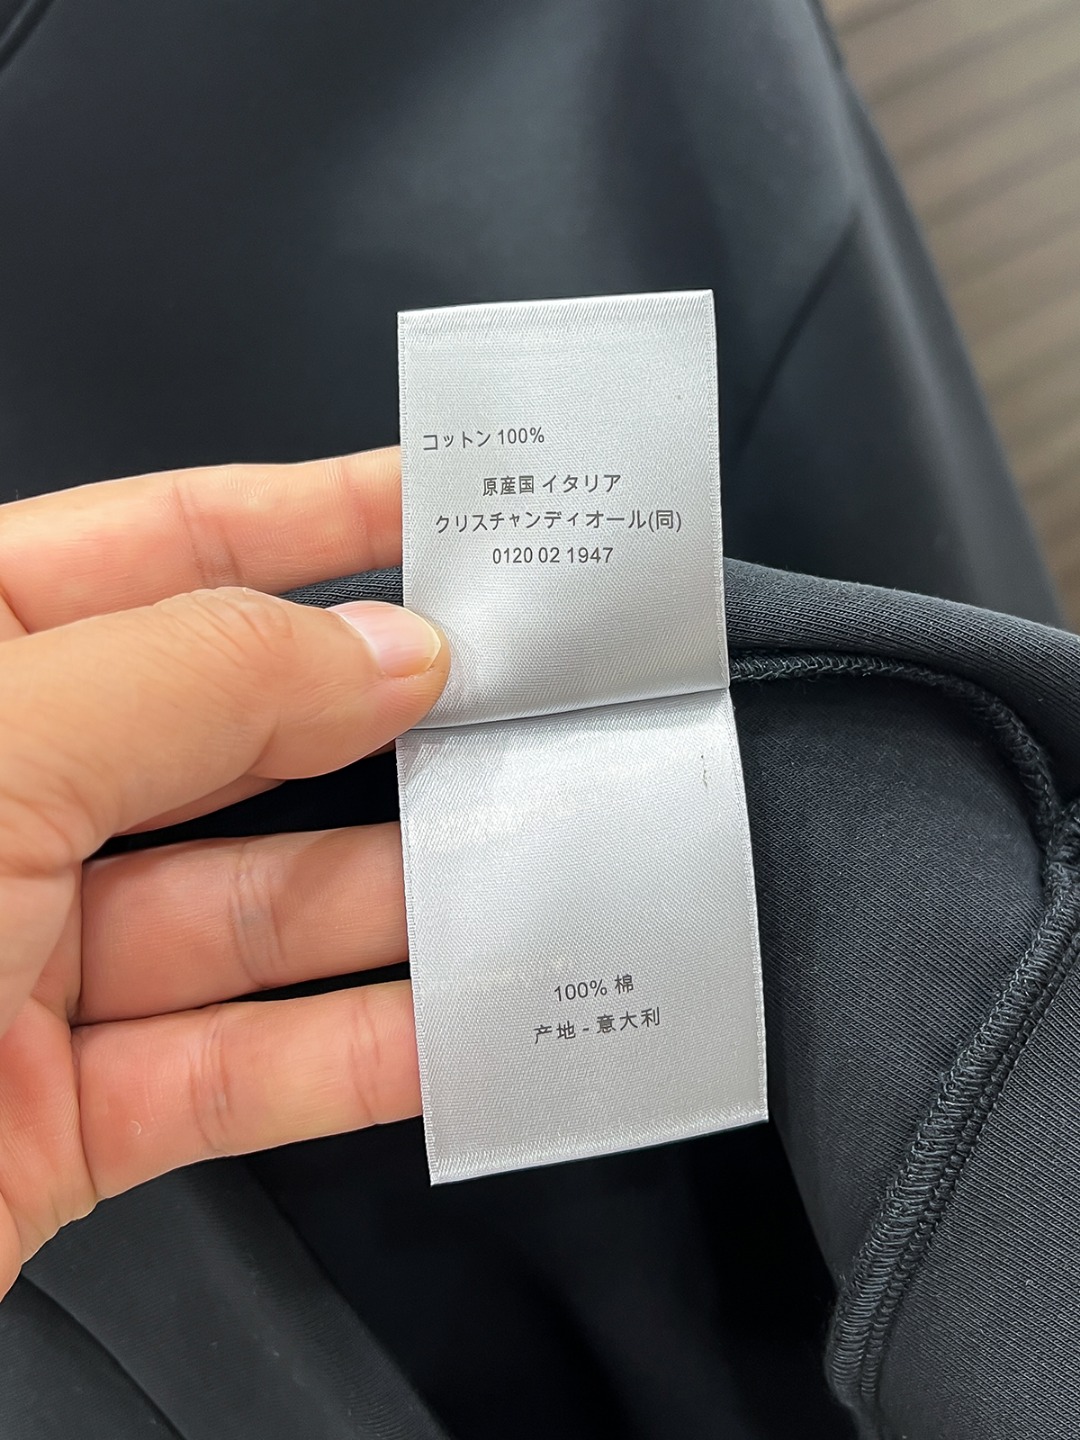 コットン 100%
原産国 イタリア
クリスチャンディオール(同)
0120 02 1947
100% 棉
产地 - 意大利